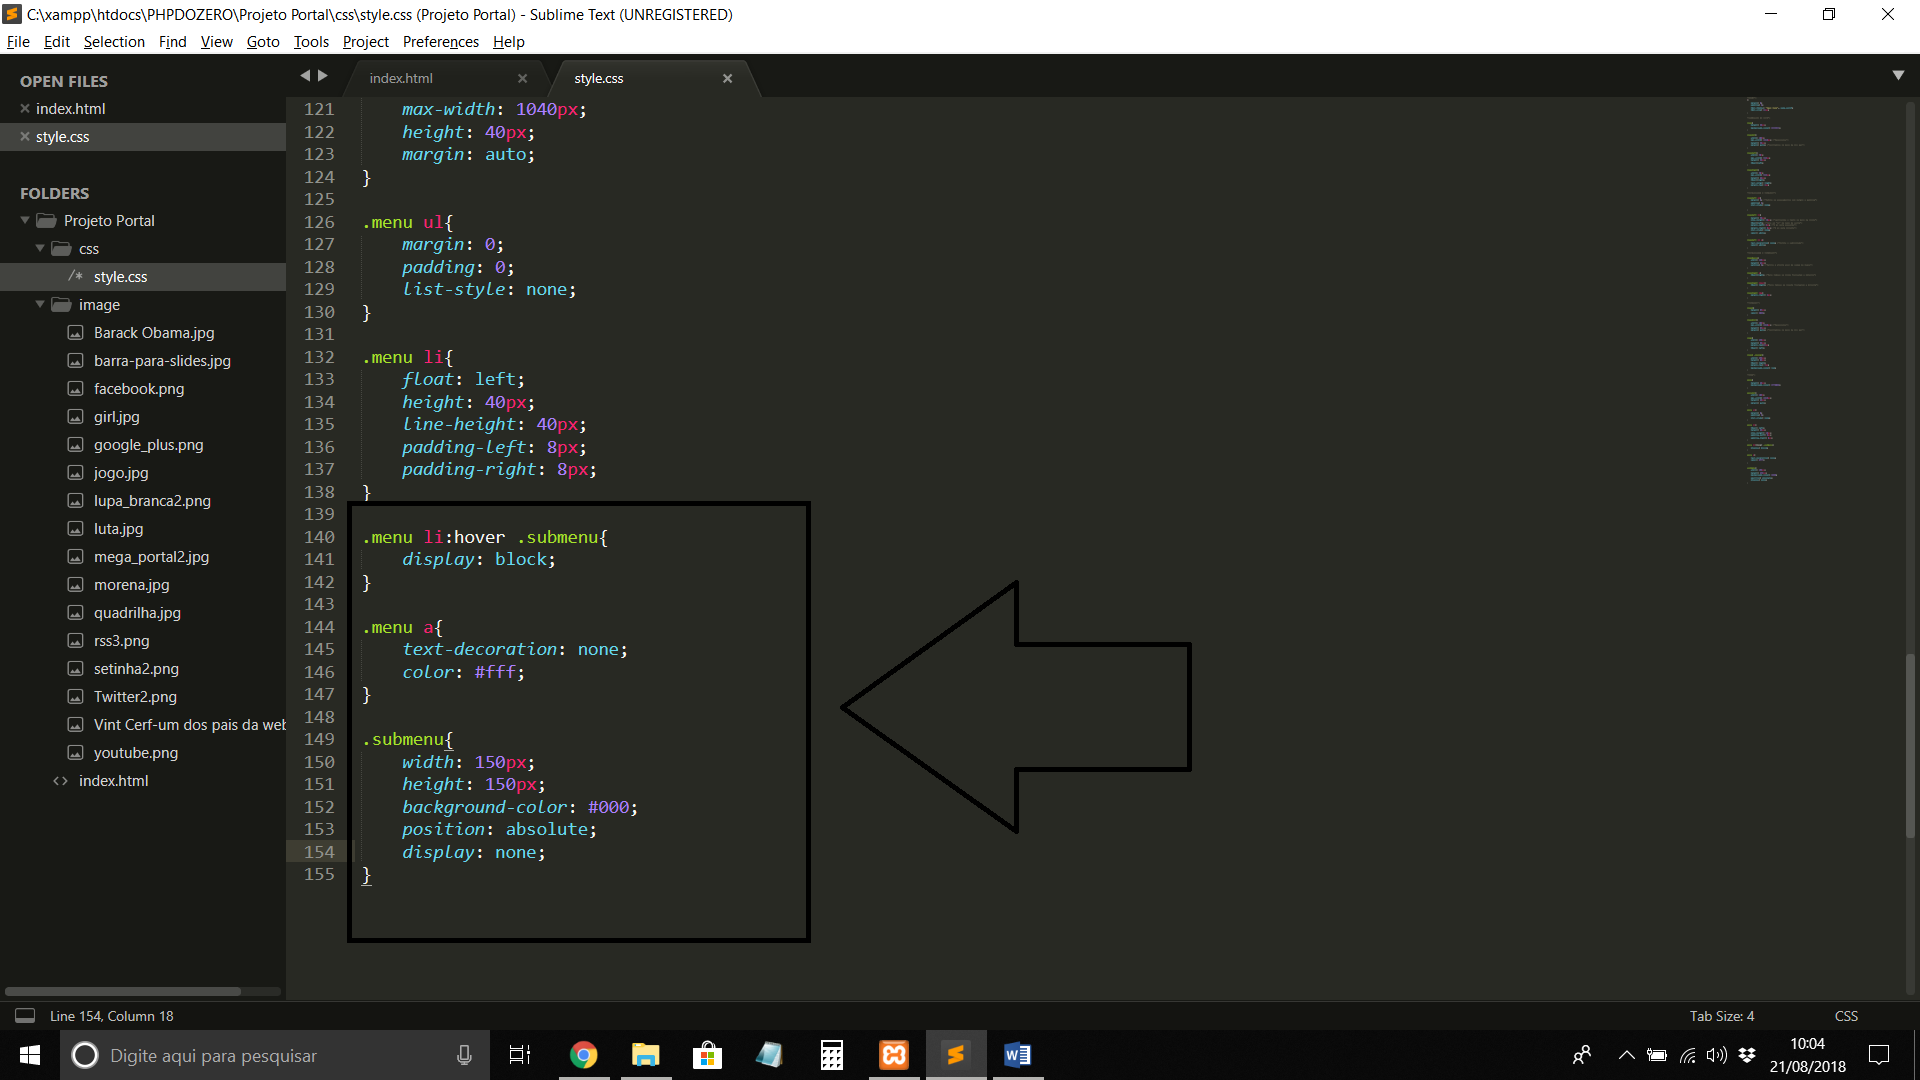 C:\xampp\htdocs\PHPDOZERO\Projeto Portal\css\style.css (Projeto Portal) - Sublime Text (UNREGISTERED)
File Edit Selection Find View Goto Tools Project Preferences Help
OPEN FILES
index.html
style.css
FOLDERS
Projeto Portal
css
/* style.css
image
Barack Obama.jpg
barra-para-slides.jpg
facebook.png
girl.jpg
google_plus.png
jogo.jpg
lupa_branca2.png
luta.jpg
mega_portal2.jpg
morena.jpg
quadrilha.jpg
rss3.png
setinha2.png
Twitter2.png
Vint Cerf-um dos pais da web
youtube.png
<> index.html
index.html
style.css
121 max-width: 1040px;
122 height: 40px;
123 margin: auto;
124 }
125
126 .menu ul{
127 margin: 0;
128 padding: 0;
129 list-style: none;
130 }
131
132 .menu li{
133 float: left;
134 height: 40px;
135 line-height: 40px;
136 padding-left: 8px;
137 padding-right: 8px;
138 }
139
140 .menu li:hover .submenu{
141 display: block;
142 }
143
144 .menu a{
145 text-decoration: none;
146 color: #fff;
147 }
148
149 .submenu{
150 width: 150px;
151 height: 150px;
152 background-color: #000;
153 position: absolute;
154 display: none;
155 }
Line 154, Column 18
Tab Size: 4
CSS
Digite aqui para pesquisar
10:04
21/08/2018